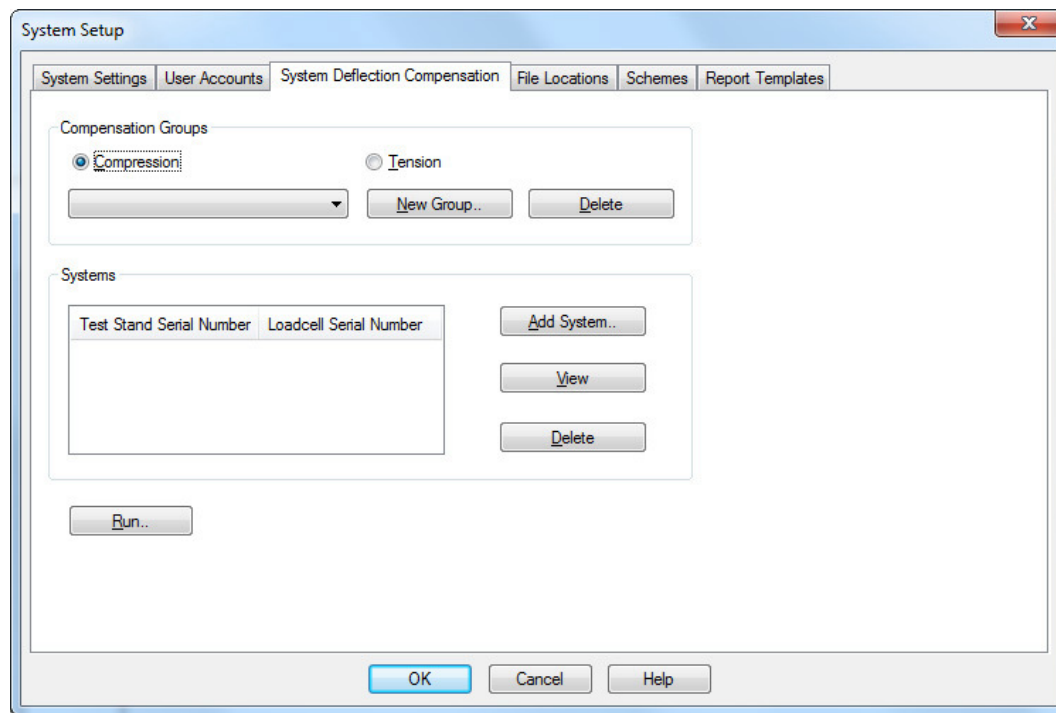 System Setup
System Settings User Accounts System Deflection Compensation File Locations Schemes Report Templates
Compensation Groups
Compression Tension
New Group.. Delete
Systems
Test Stand Serial Number Loadcell Serial Number
Add System..
View
Delete
Run..
OK Cancel Help